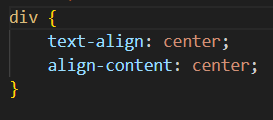 div {
    text-align: center;
    align-content: center;
}